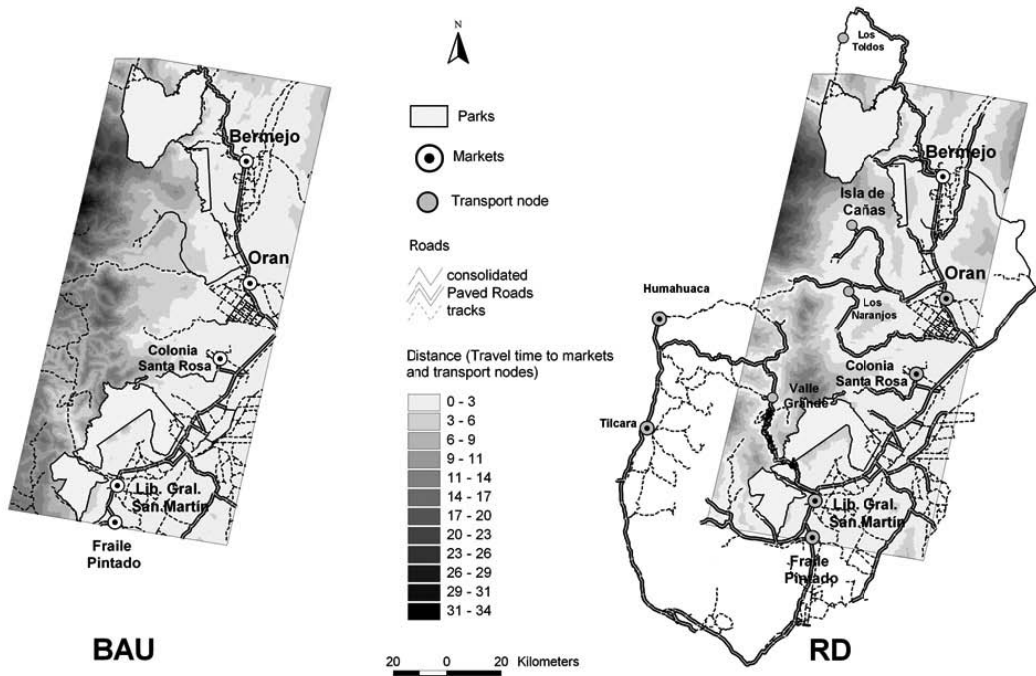 Bermejo
Oran
Colonia
Santa Rosa
Lib. Gral.
San Martín
Fraile
Pintado
BAU
N
Parks
Markets
Transport node
Roads
consolidated
Paved Roads
tracks
Distance (Travel time to markets
and transport nodes)
0 - 3
3 - 6
6 - 9
9 - 11
11 - 14
14 - 17
17 - 20
20 - 23
23 - 26
26 - 29
29 - 31
31 - 34
20 0 20 Kilometers
Los
Toldos
Bermejo
Isla de
Cañas
Oran
Humahuaca
Los
Naranjos
Colonia
Santa Rosa
Valle
Grande
Tilcara
Lib. Gral.
San Martín
Fraile
Pintado
RD